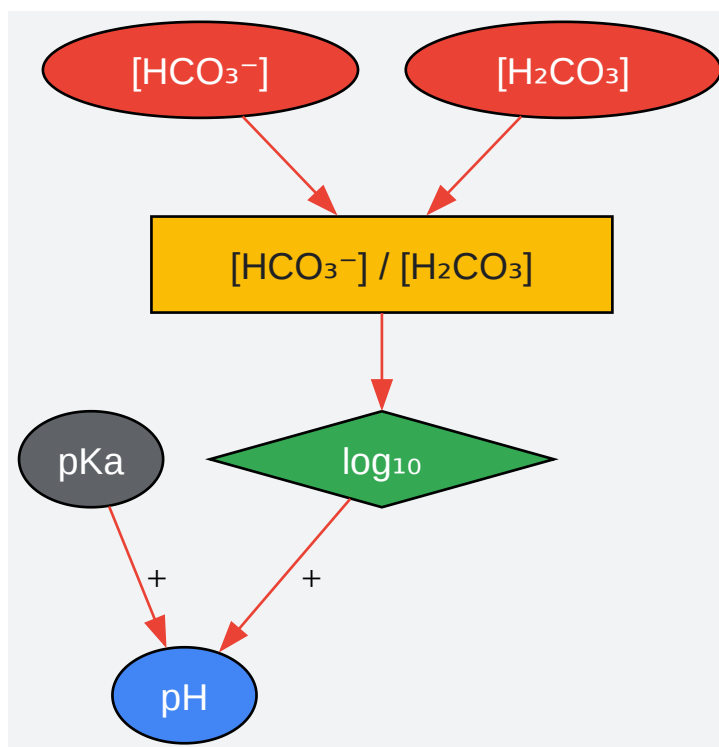 [HCO₃⁻]
[H₂CO₃]
[HCO₃⁻] / [H₂CO₃]
pKa
log₁₀
+
+
pH